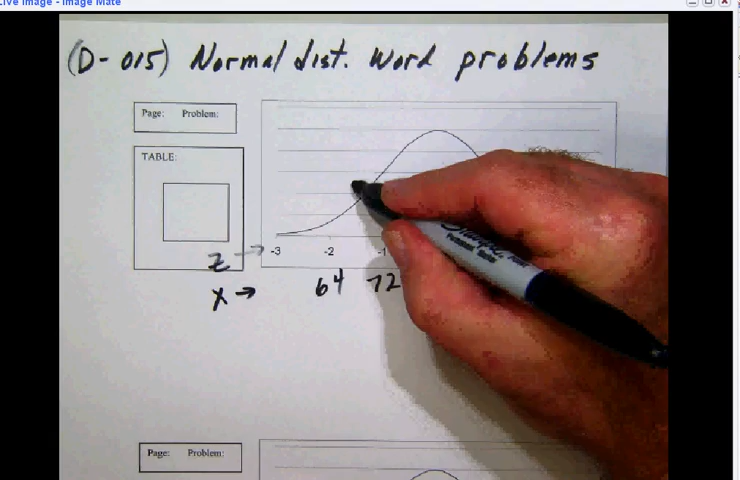 Live Image - Image Mate
(D-015) Normal dist. Word problems
Page: Problem:
TABLE:
Z → -3 -2 -1
X → 64 72
Page: Problem: